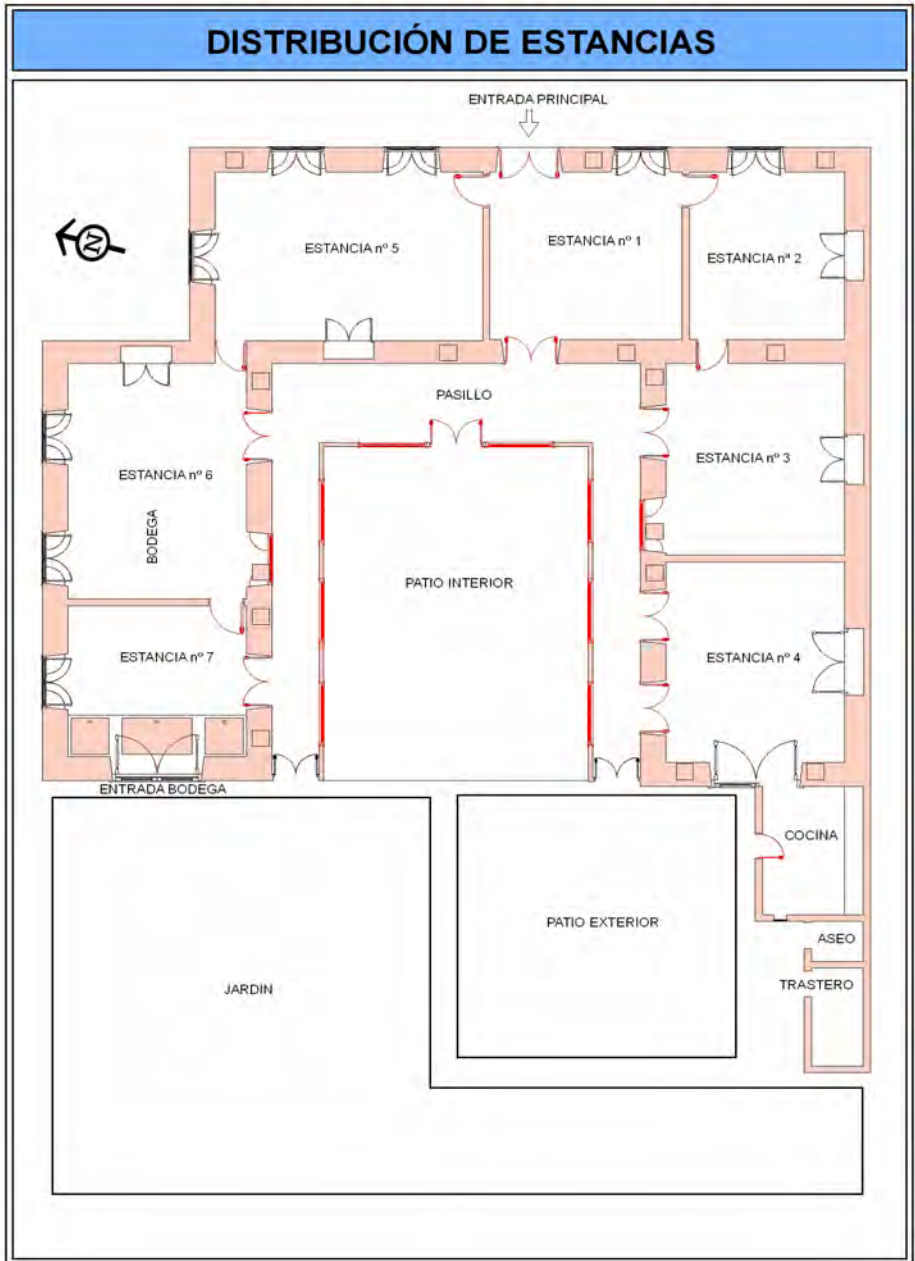 DISTRIBUCIÓN DE ESTANCIAS
ENTRADA PRINCIPAL
N
ESTANCIA nº 5
ESTANCIA nº 1
ESTANCIA nª 2
PASILLO
ESTANCIA nº 6
BODEGA
ESTANCIA nº 3
PATIO INTERIOR
ESTANCIA nº 7
ESTANCIA nº 4
ENTRADA BODEGA
COCINA
PATIO EXTERIOR
ASEO
JARDÍN
TRASTERO